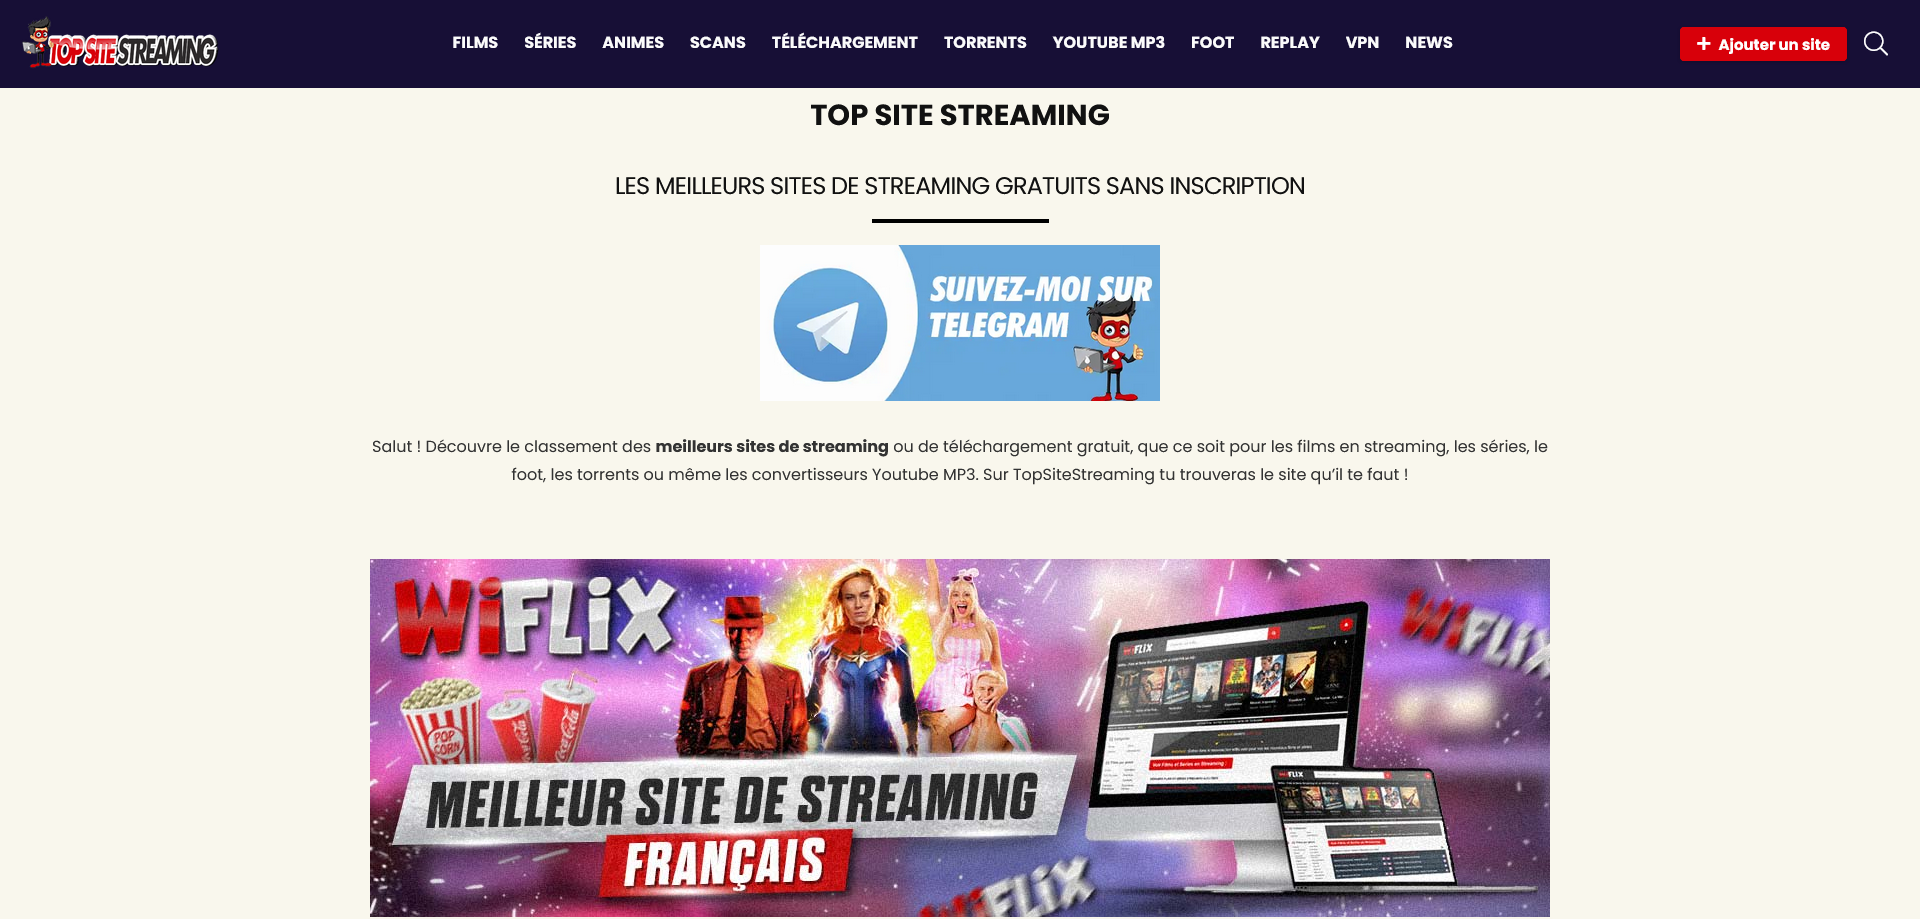 TOP SITE STREAMING
FILMS SÉRIES ANIMES SCANS TÉLÉCHARGEMENT TORRENTS YOUTUBE MP3 FOOT REPLAY VPN NEWS
+ Ajouter un site
TOP SITE STREAMING
LES MEILLEURS SITES DE STREAMING GRATUITS SANS INSCRIPTION
SUIVEZ-MOI SUR
TELEGRAM
Salut ! Découvre le classement des meilleurs sites de streaming ou de téléchargement gratuit, que ce soit pour les films en streaming, les séries, le
foot, les torrents ou même les convertisseurs Youtube MP3. Sur TopSiteStreaming tu trouveras le site qu’il te faut !
WiFLiX
WiFLiX
POP
CORN
Coca-Cola
Coca-Cola
MEILLEUR SITE DE STREAMING
FRANÇAIS
WiFLiX